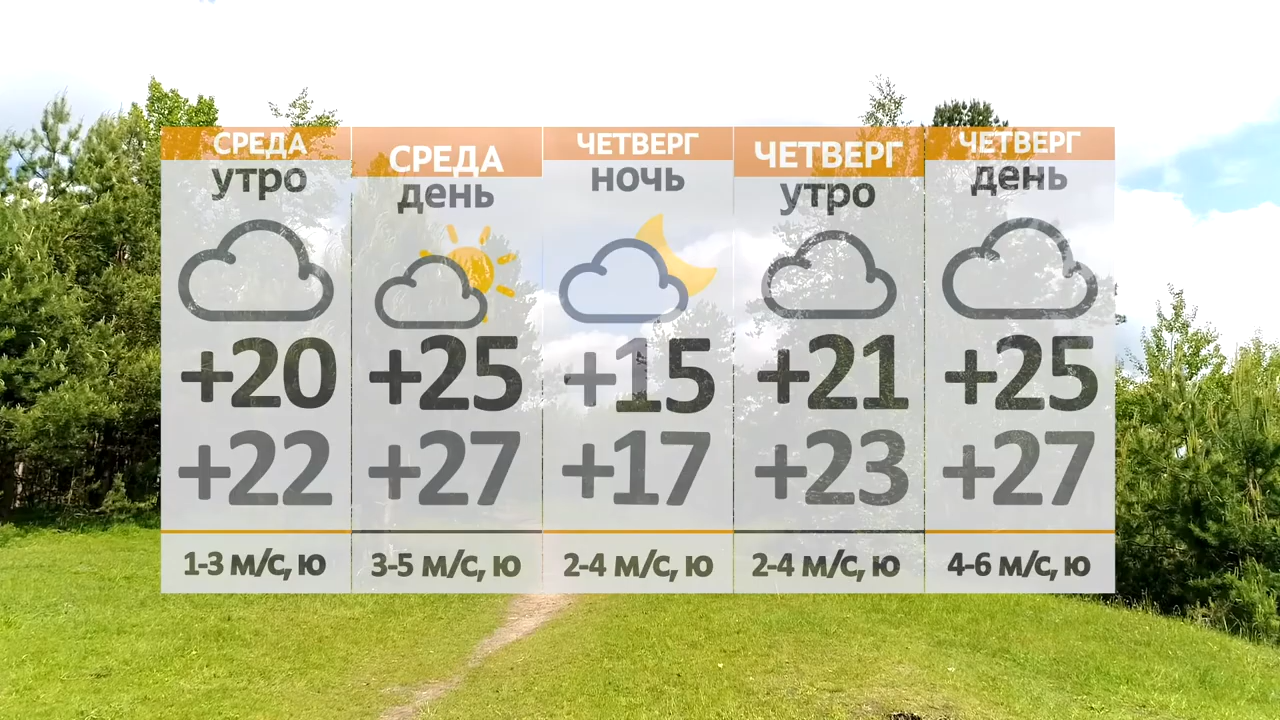 СРЕДА
утро
+20
+22
1-3 м/с, ю
СРЕДА
день
+25
+27
3-5 м/с, ю
ЧЕТВЕРГ
ночь
+15
+17
2-4 м/с, ю
ЧЕТВЕРГ
утро
+21
+23
2-4 м/с, ю
ЧЕТВЕРГ
день
+25
+27
4-6 м/с, ю